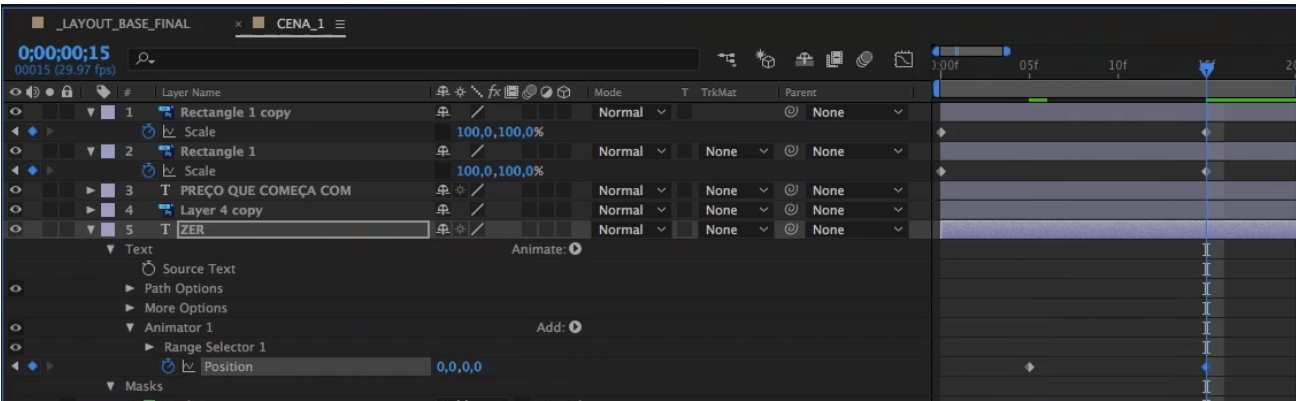 _LAYOUT_BASE_FINAL × CENA_1
0;00;00;15
00015 (29.97 fps)
0:00f 05f 10f 15f 20
# Layer Name Mode T TrkMat Parent
1 Rectangle 1 copy Normal None
Scale 100,0,100,0%
2 Rectangle 1 Normal None None
Scale 100,0,100,0%
3 T PREÇO QUE COMEÇA COM Normal None None
4 Layer 4 copy Normal None None
5 T ZER Normal None None
Text Animate:
Source Text
Path Options
More Options
Animator 1 Add:
Range Selector 1
Position 0,0,0,0
Masks